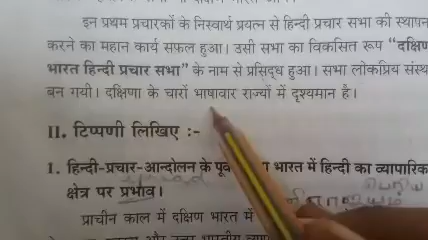 इन प्रथम प्रचारकों के निस्वार्थ प्रयत्न से हिन्दी प्रचार सभा की स्थापन
करने का महान कार्य सफल हुआ। उसी सभा का विकसित रूप "दक्षिण
भारत हिन्दी प्रचार सभा" के नाम से प्रसिद्ध हुआ। सभा लोकप्रिय संस्थ
बन गयी। दक्षिणा के चारों भाषावार राज्यों में दृश्यमान है।
II. टिप्पणी लिखिए :-
1. हिन्दी-प्रचार-आन्दोलन के पूर्व भारत में हिन्दी का व्यापारिक
क्षेत्र पर प्रभाव।
प्राचीन काल में दक्षिण भारत में